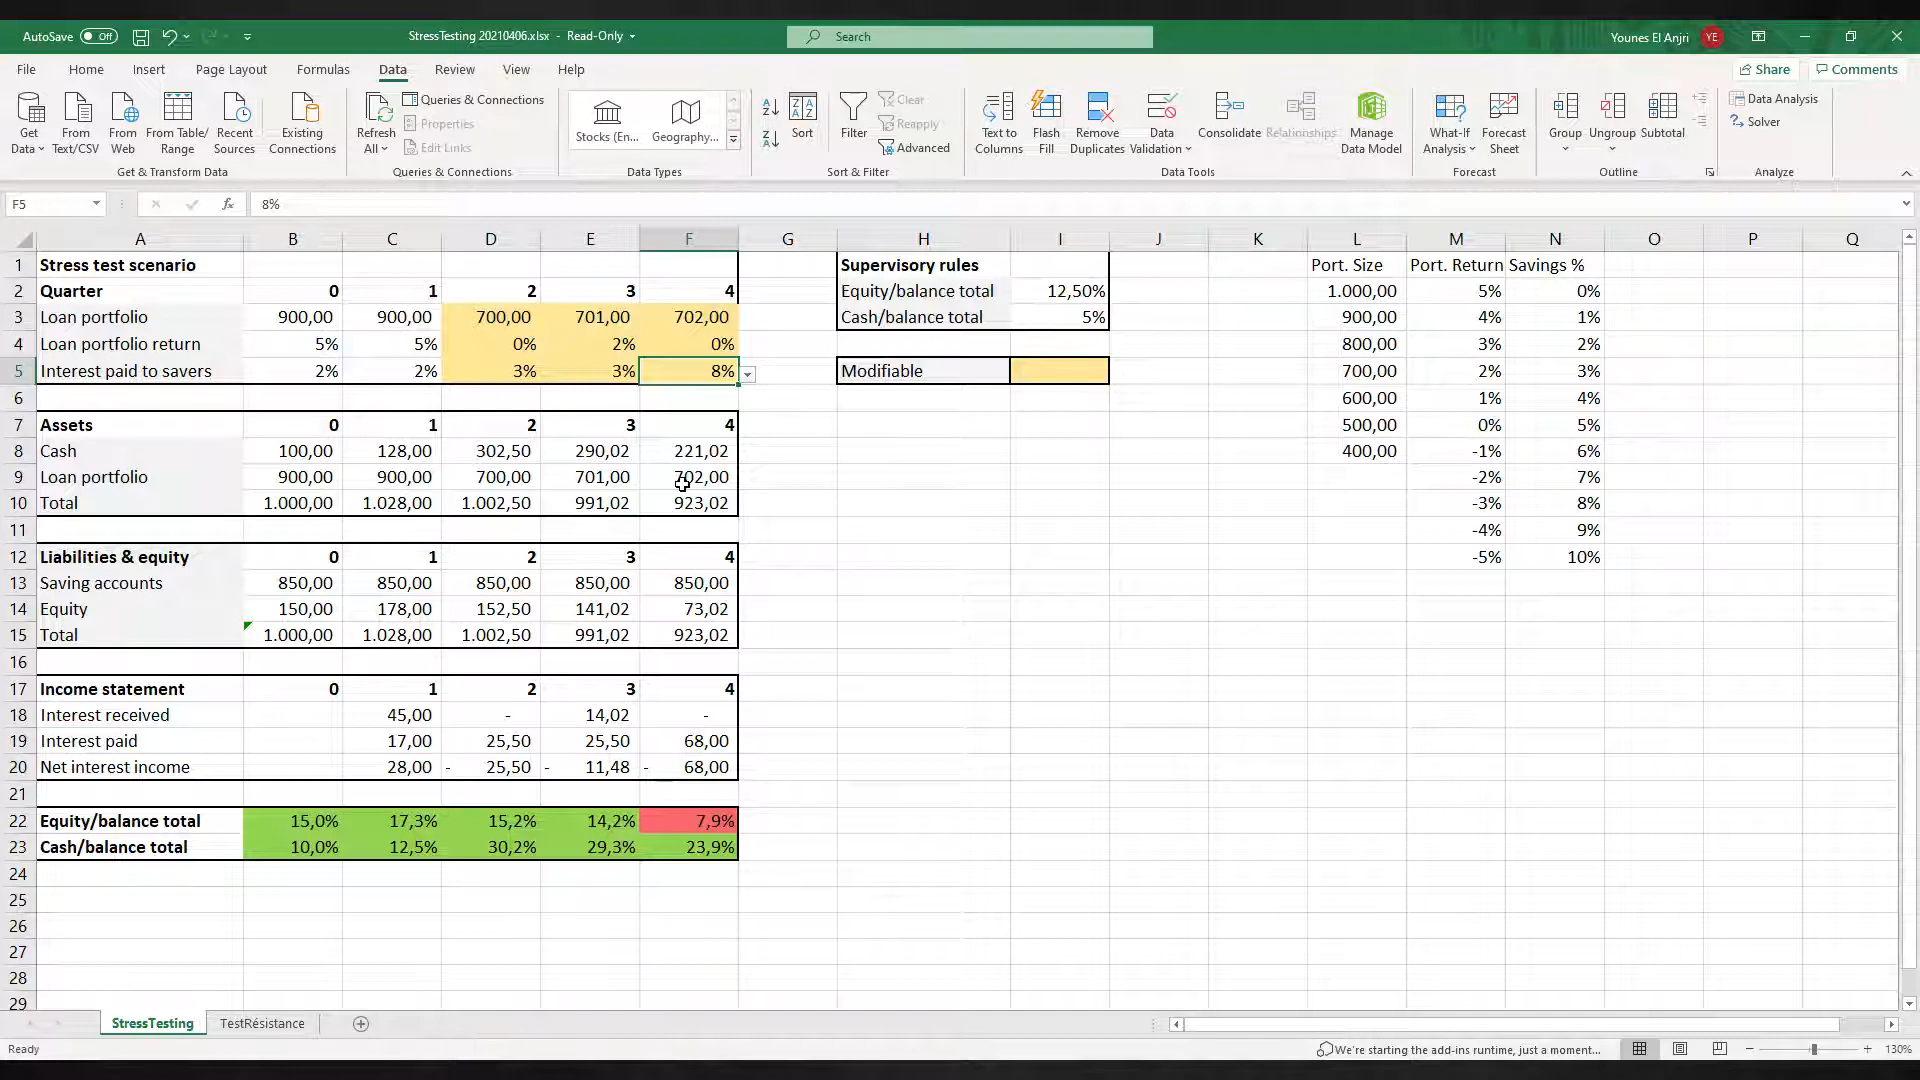 AutoSave Off StressTesting 20210406.xlsx - Read-Only Search Younes El Anjri YE
File Home Insert Page Layout Formulas Data Review View Help Share Comments
Get Data From Text/CSV From Web From Table/ Range Recent Sources Existing Connections
Get & Transform Data
Refresh All Queries & Connections Properties Edit Links
Queries & Connections
Stocks (En... Geography...
Data Types
Sort Filter Clear Reapply Advanced
Sort & Filter
Text to Columns Flash Fill Remove Duplicates Data Validation Consolidate Relationships Manage Data Model
Data Tools
What-If Analysis Forecast Sheet
Forecast
Group Ungroup Subtotal
Outline
Data Analysis Solver
Analyze
F5 fx 8%
A B C D E F G H I J K L M N O P Q
1 Stress test scenario Supervisory rules Port. Size Port. Return Savings %
2 Quarter 0 1 2 3 4 Equity/balance total 12,50% 1.000,00 5% 0%
3 Loan portfolio 900,00 900,00 700,00 701,00 702,00 Cash/balance total 5% 900,00 4% 1%
4 Loan portfolio return 5% 5% 0% 2% 0% 800,00 3% 2%
5 Interest paid to savers 2% 2% 3% 3% 8% Modifiable 700,00 2% 3%
6 600,00 1% 4%
7 Assets 0 1 2 3 4 500,00 0% 5%
8 Cash 100,00 128,00 302,50 290,02 221,02 400,00 -1% 6%
9 Loan portfolio 900,00 900,00 700,00 701,00 702,00 -2% 7%
10 Total 1.000,00 1.028,00 1.002,50 991,02 923,02 -3% 8%
11 -4% 9%
12 Liabilities & equity 0 1 2 3 4 -5% 10%
13 Saving accounts 850,00 850,00 850,00 850,00 850,00
14 Equity 150,00 178,00 152,50 141,02 73,02
15 Total 1.000,00 1.028,00 1.002,50 991,02 923,02
16
17 Income statement 0 1 2 3 4
18 Interest received 45,00 - 14,02 -
19 Interest paid 17,00 25,50 25,50 68,00
20 Net interest income 28,00 - 25,50 - 11,48 - 68,00
21
22 Equity/balance total 15,0% 17,3% 15,2% 14,2% 7,9%
23 Cash/balance total 10,0% 12,5% 30,2% 29,3% 23,9%
24
25
26
27
28
29
StressTesting TestRésistance
Ready We're starting the add-ins runtime, just a moment... 130%